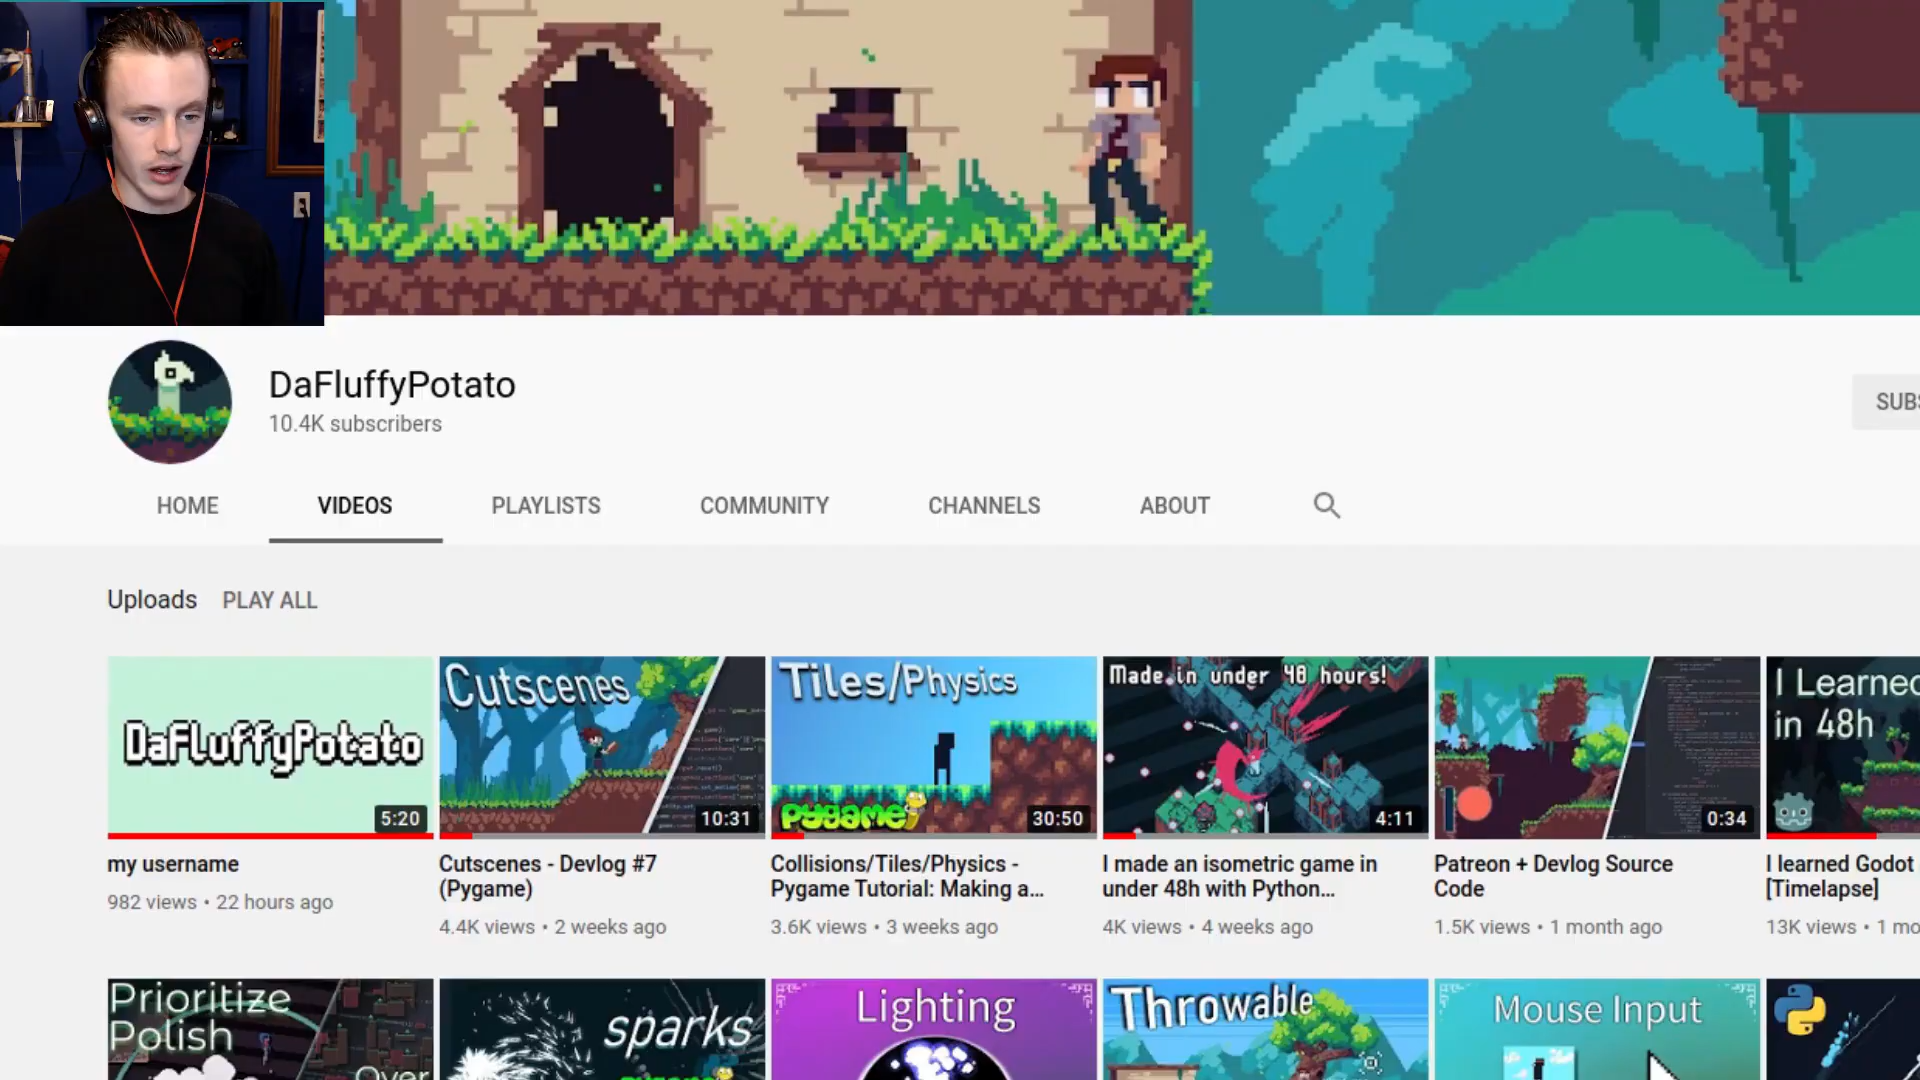 DaFluffyPotato
10.4K subscribers
SUBS
HOME
VIDEOS
PLAYLISTS
COMMUNITY
CHANNELS
ABOUT
Uploads
PLAY ALL
DaFluffyPotato
5:20
my username
982 views • 22 hours ago
Cutscenes
10:31
Cutscenes - Devlog #7
(Pygame)
4.4K views • 2 weeks ago
Tiles/Physics
pygame
30:50
Collisions/Tiles/Physics -
Pygame Tutorial: Making a...
3.6K views • 3 weeks ago
Made in under 48 hours!
4:11
I made an isometric game in
under 48h with Python...
4K views • 4 weeks ago
0:34
Patreon + Devlog Source
Code
1.5K views • 1 month ago
I Learned
in 48h
I learned Godot
[Timelapse]
13K views • 1 mo
Prioritize
Polish
Over
sparks
Lighting
Throwable
Mouse Input